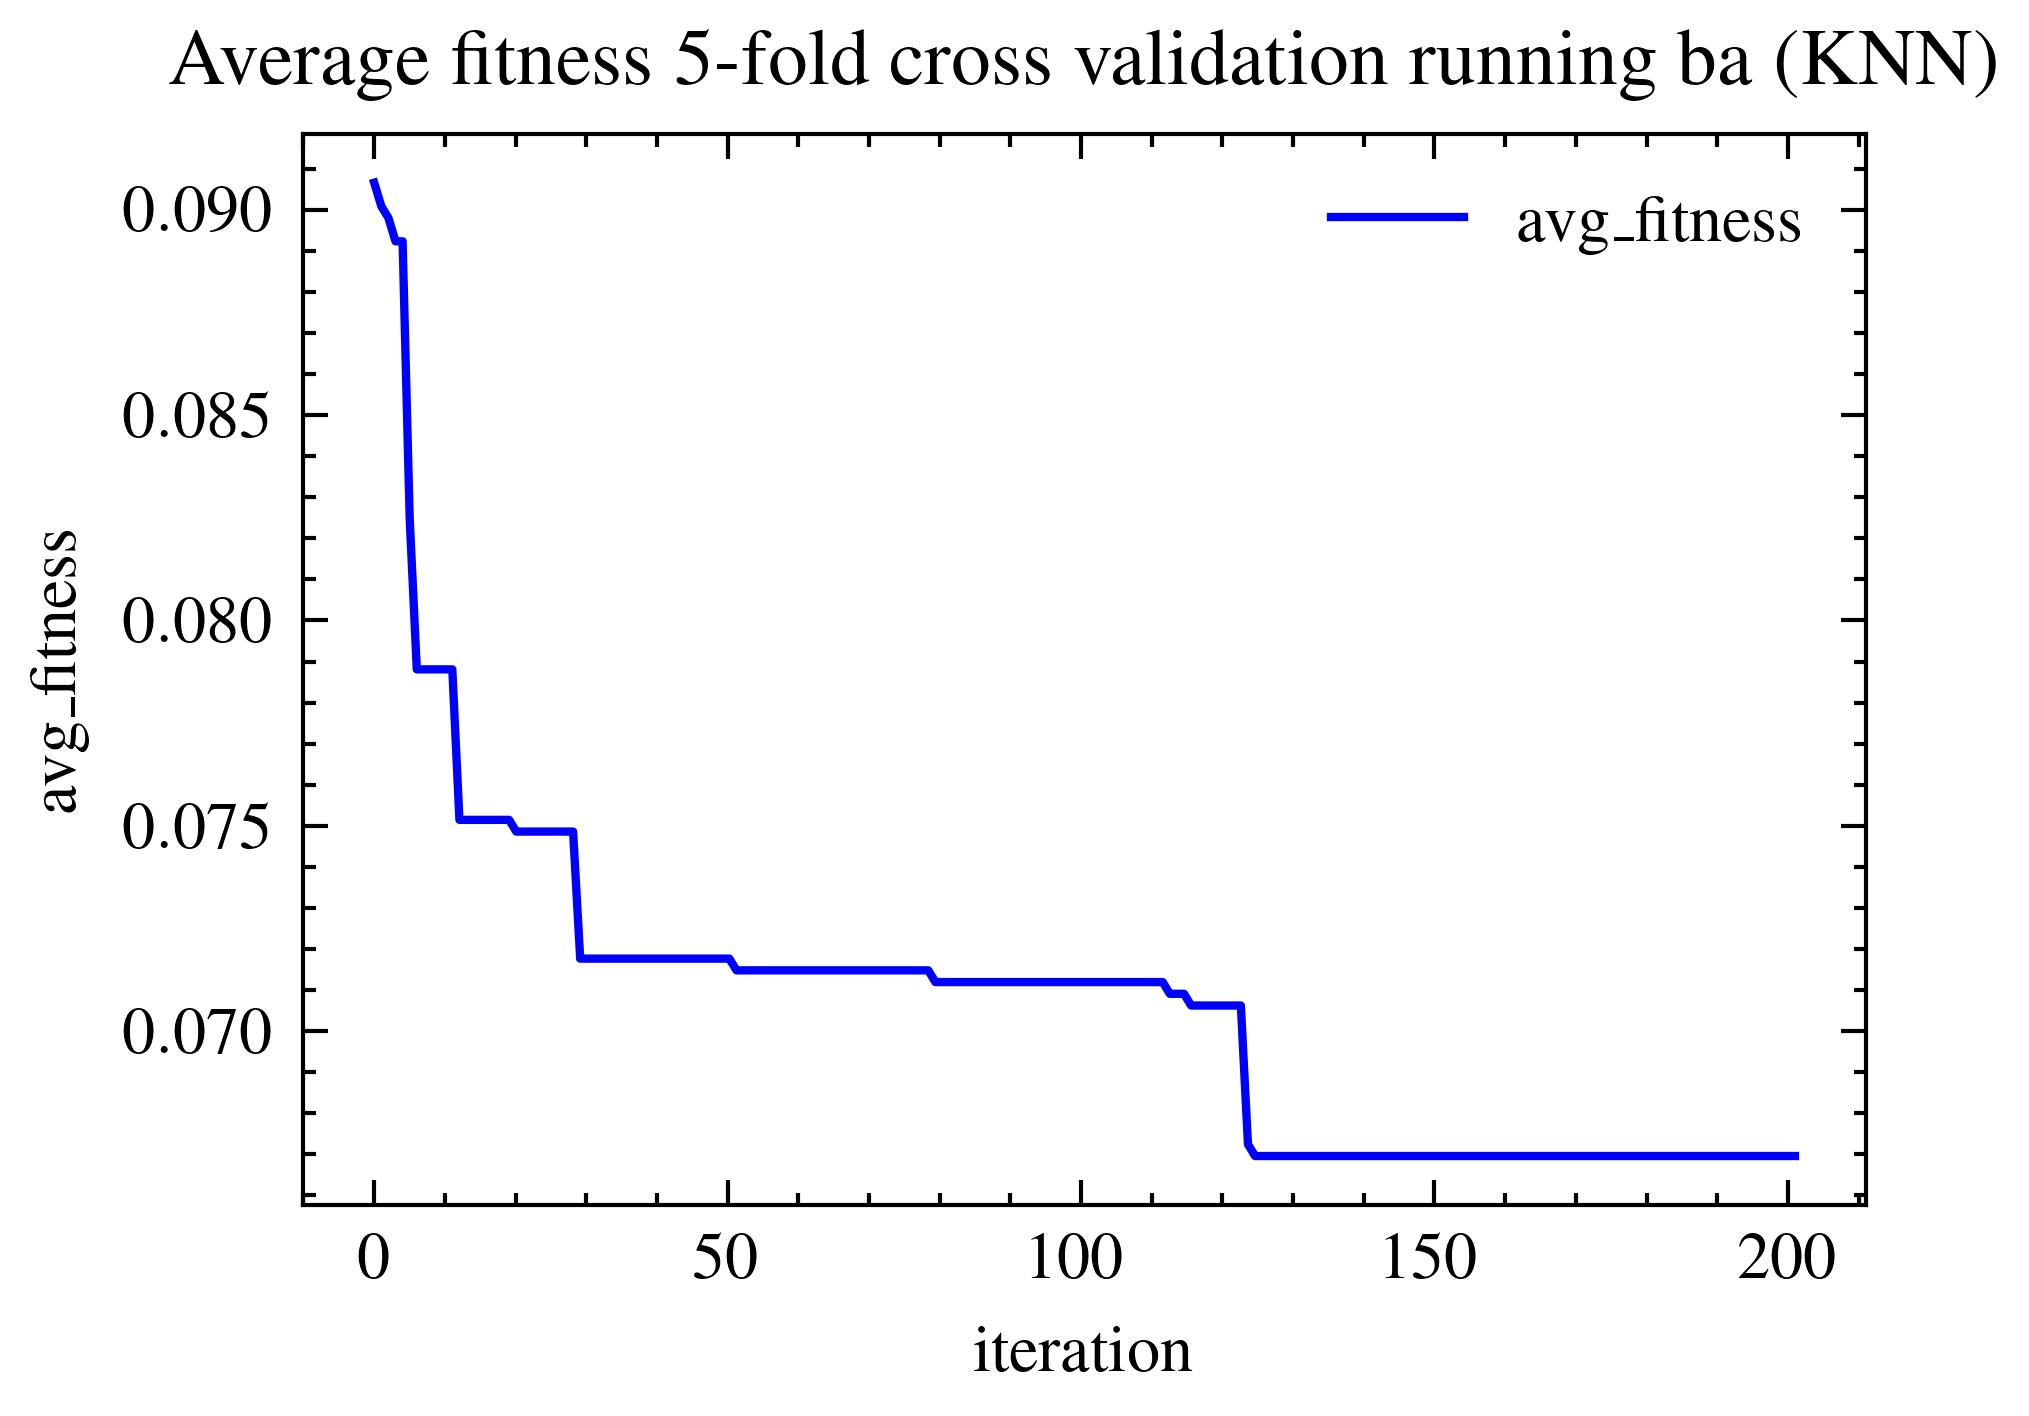 Average fitness 5-fold cross validation running ba (KNN)
avg_fitness
0.090
0.085
0.080
0.075
0.070
avg_fitness
0 50 100 150 200
iteration